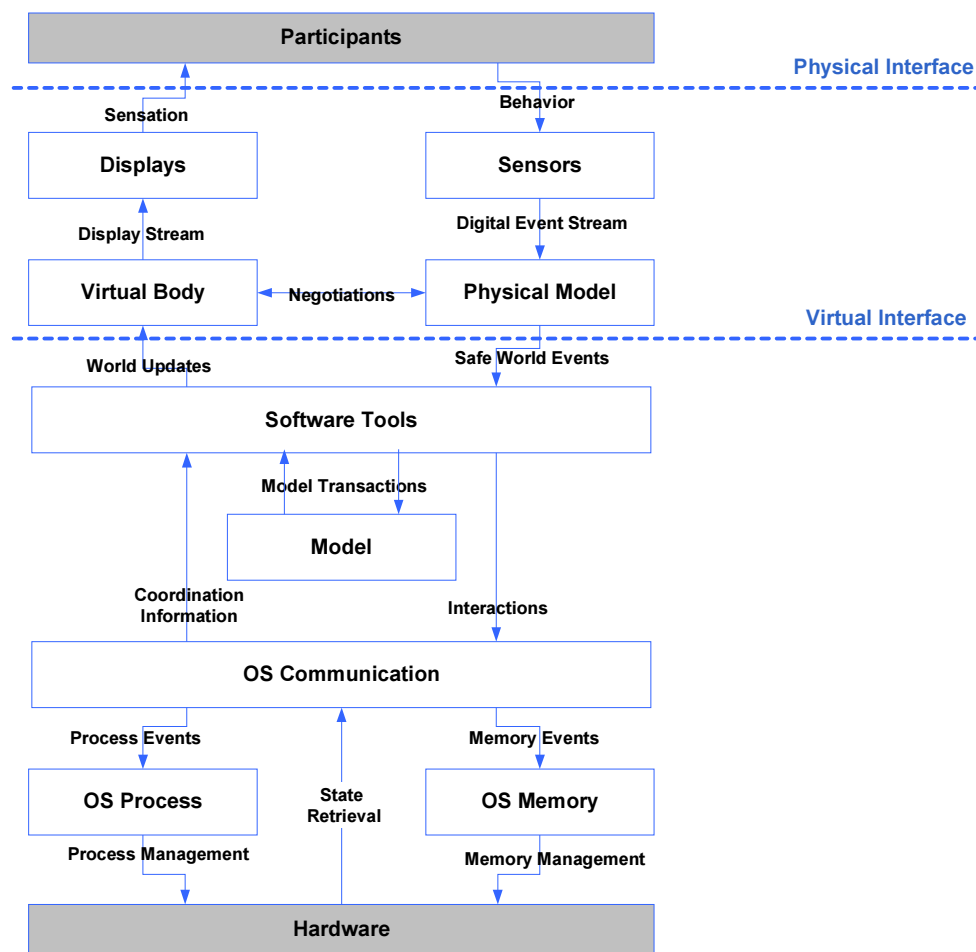 Participants
Physical Interface
Sensation
Behavior
Displays
Sensors
Display Stream
Digital Event Stream
Virtual Body
Negotiations
Physical Model
Virtual Interface
World Updates
Safe World Events
Software Tools
Model Transactions
Model
Coordination
Information
Interactions
OS Communication
Process Events
Memory Events
OS Process
State
Retrieval
OS Memory
Process Management
Memory Management
Hardware